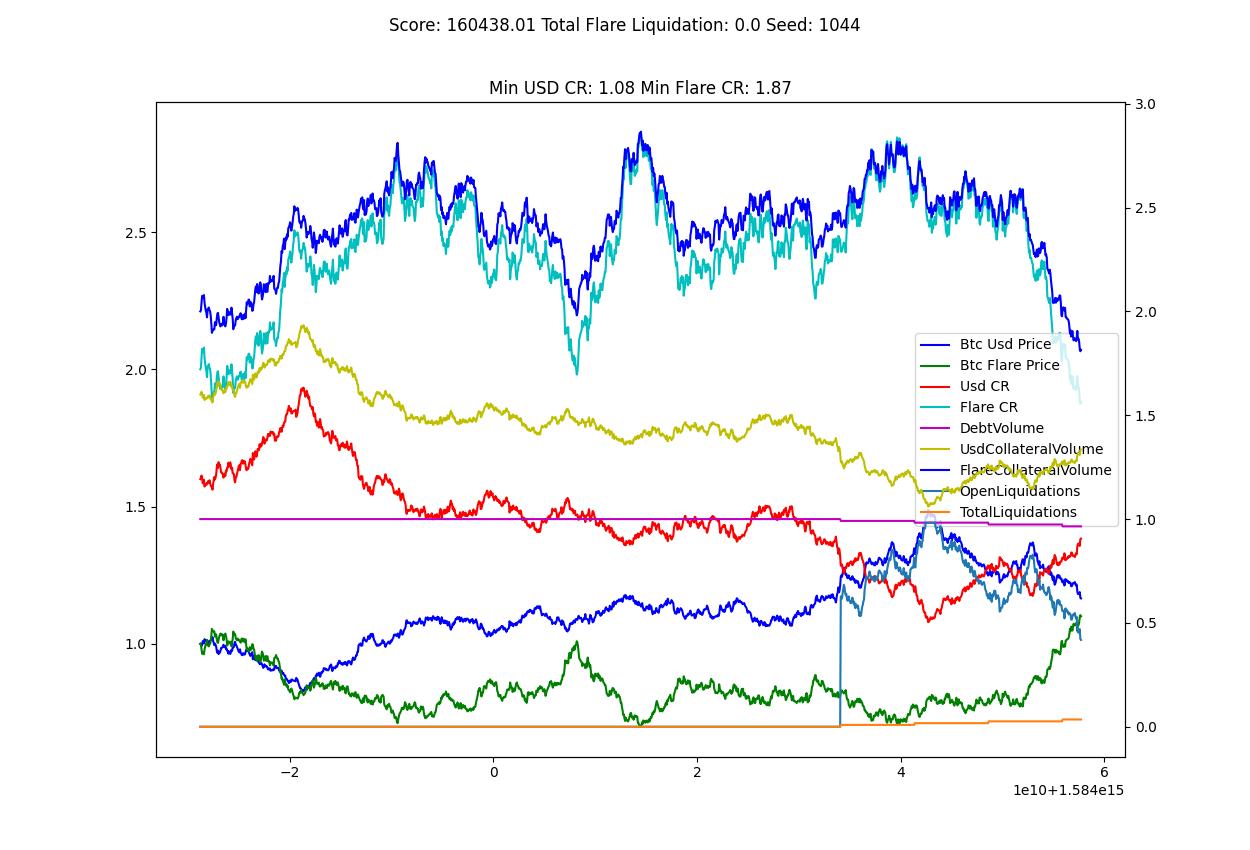 Score: 160438.01 Total Flare Liquidation: 0.0 Seed: 1044
Min USD CR: 1.08 Min Flare CR: 1.87
3.0
2.5
2.5
2.0
2.0
1.5
1.5
1.0
1.0
0.5
0.0
Btc Usd Price
Btc Flare Price
Usd CR
Flare CR
DebtVolume
UsdCollateralVolume
FlareCollateralVolume
OpenLiquidations
TotalLiquidations
−2 0 2 4 6
1e10+1.584e15